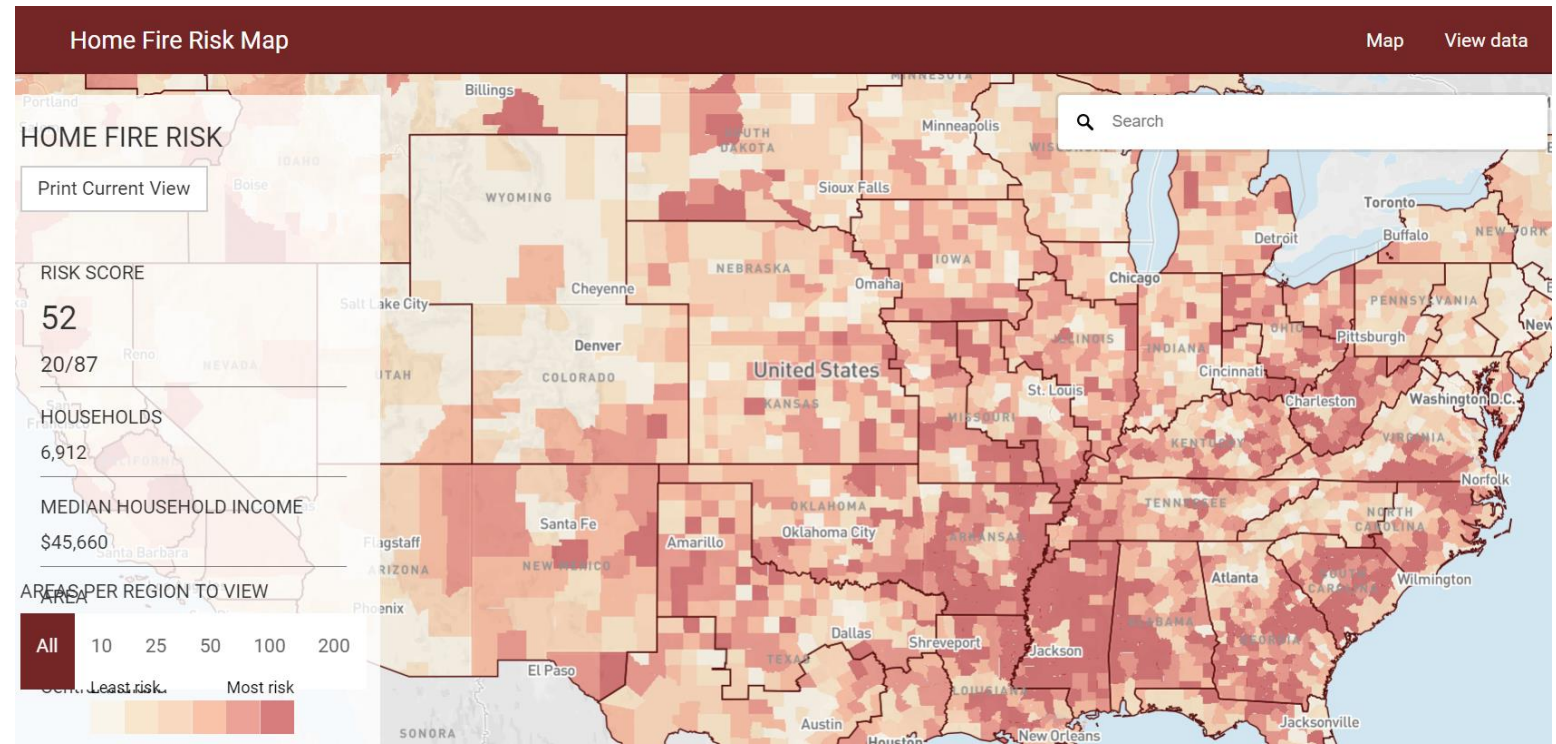 Home Fire Risk Map
Map
View data
HOME FIRE RISK
Print Current View
RISK SCORE
52
20/87
HOUSEHOLDS
6,912
MEDIAN HOUSEHOLD INCOME
$45,660
AREA
AREAS PER REGION TO VIEW
All 10 25 50 100 200
Least risk Most risk
Search
Portland
IDAHO
Boise
Billings
MINNESOTA
SOUTH
DAKOTA
Minneapolis
Sioux Falls
WYOMING
Toronto
Detroit
Buffalo
NEW YORK
NEBRASKA
IOWA
Omaha
Chicago
Cheyenne
Salt Lake City
PENNSYLVANIA
Pittsburgh
OHIO
ILLINOIS
INDIANA
Denver
Reno
NEVADA
UTAH
COLORADO
United States
KANSAS
St. Louis
MISSOURI
Cincinnati
Charleston
Washington D.C.
VIRGINIA
KENTUCKY
CALIFORNIA
Norfolk
TENNESSEE
NORTH
CAROLINA
OKLAHOMA
Oklahoma City
ARKANSAS
Santa Fe
Amarillo
NEW MEXICO
Flagstaff
ARIZONA
Santa Barbara
Phoenix
Atlanta
SOUTH
CAROLINA
Wilmington
ALABAMA
GEORGIA
Dallas
Shreveport
Jackson
TEXAS
El Paso
LOUISIANA
Austin
Houston
New Orleans
Jacksonville
SONORA